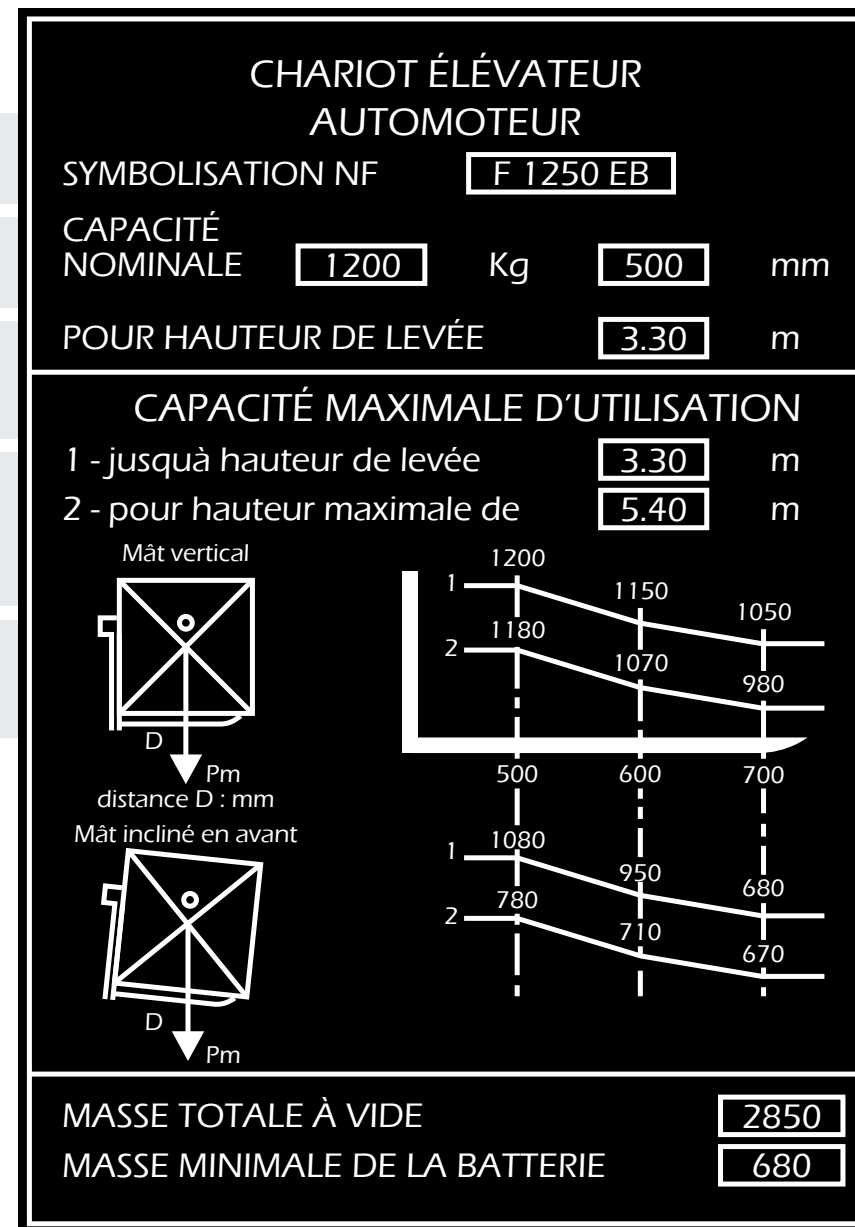 CHARIOT ÉLÉVATEUR
AUTOMOTEUR
SYMBOLISATION NF F 1250 EB
CAPACITÉ
NOMINALE 1200 Kg 500 mm
POUR HAUTEUR DE LEVÉE 3.30 m
CAPACITÉ MAXIMALE D'UTILISATION
1 - jusquà hauteur de levée 3.30 m
2 - pour hauteur maximale de 5.40 m
Mât vertical
1200
1 1150
1050
1180
2 1070
980
D
Pm
500 600 700
distance D : mm
Mât incliné en avant
1080
1 950
680
780
2 710
670
D
Pm
MASSE TOTALE À VIDE 2850
MASSE MINIMALE DE LA BATTERIE 680